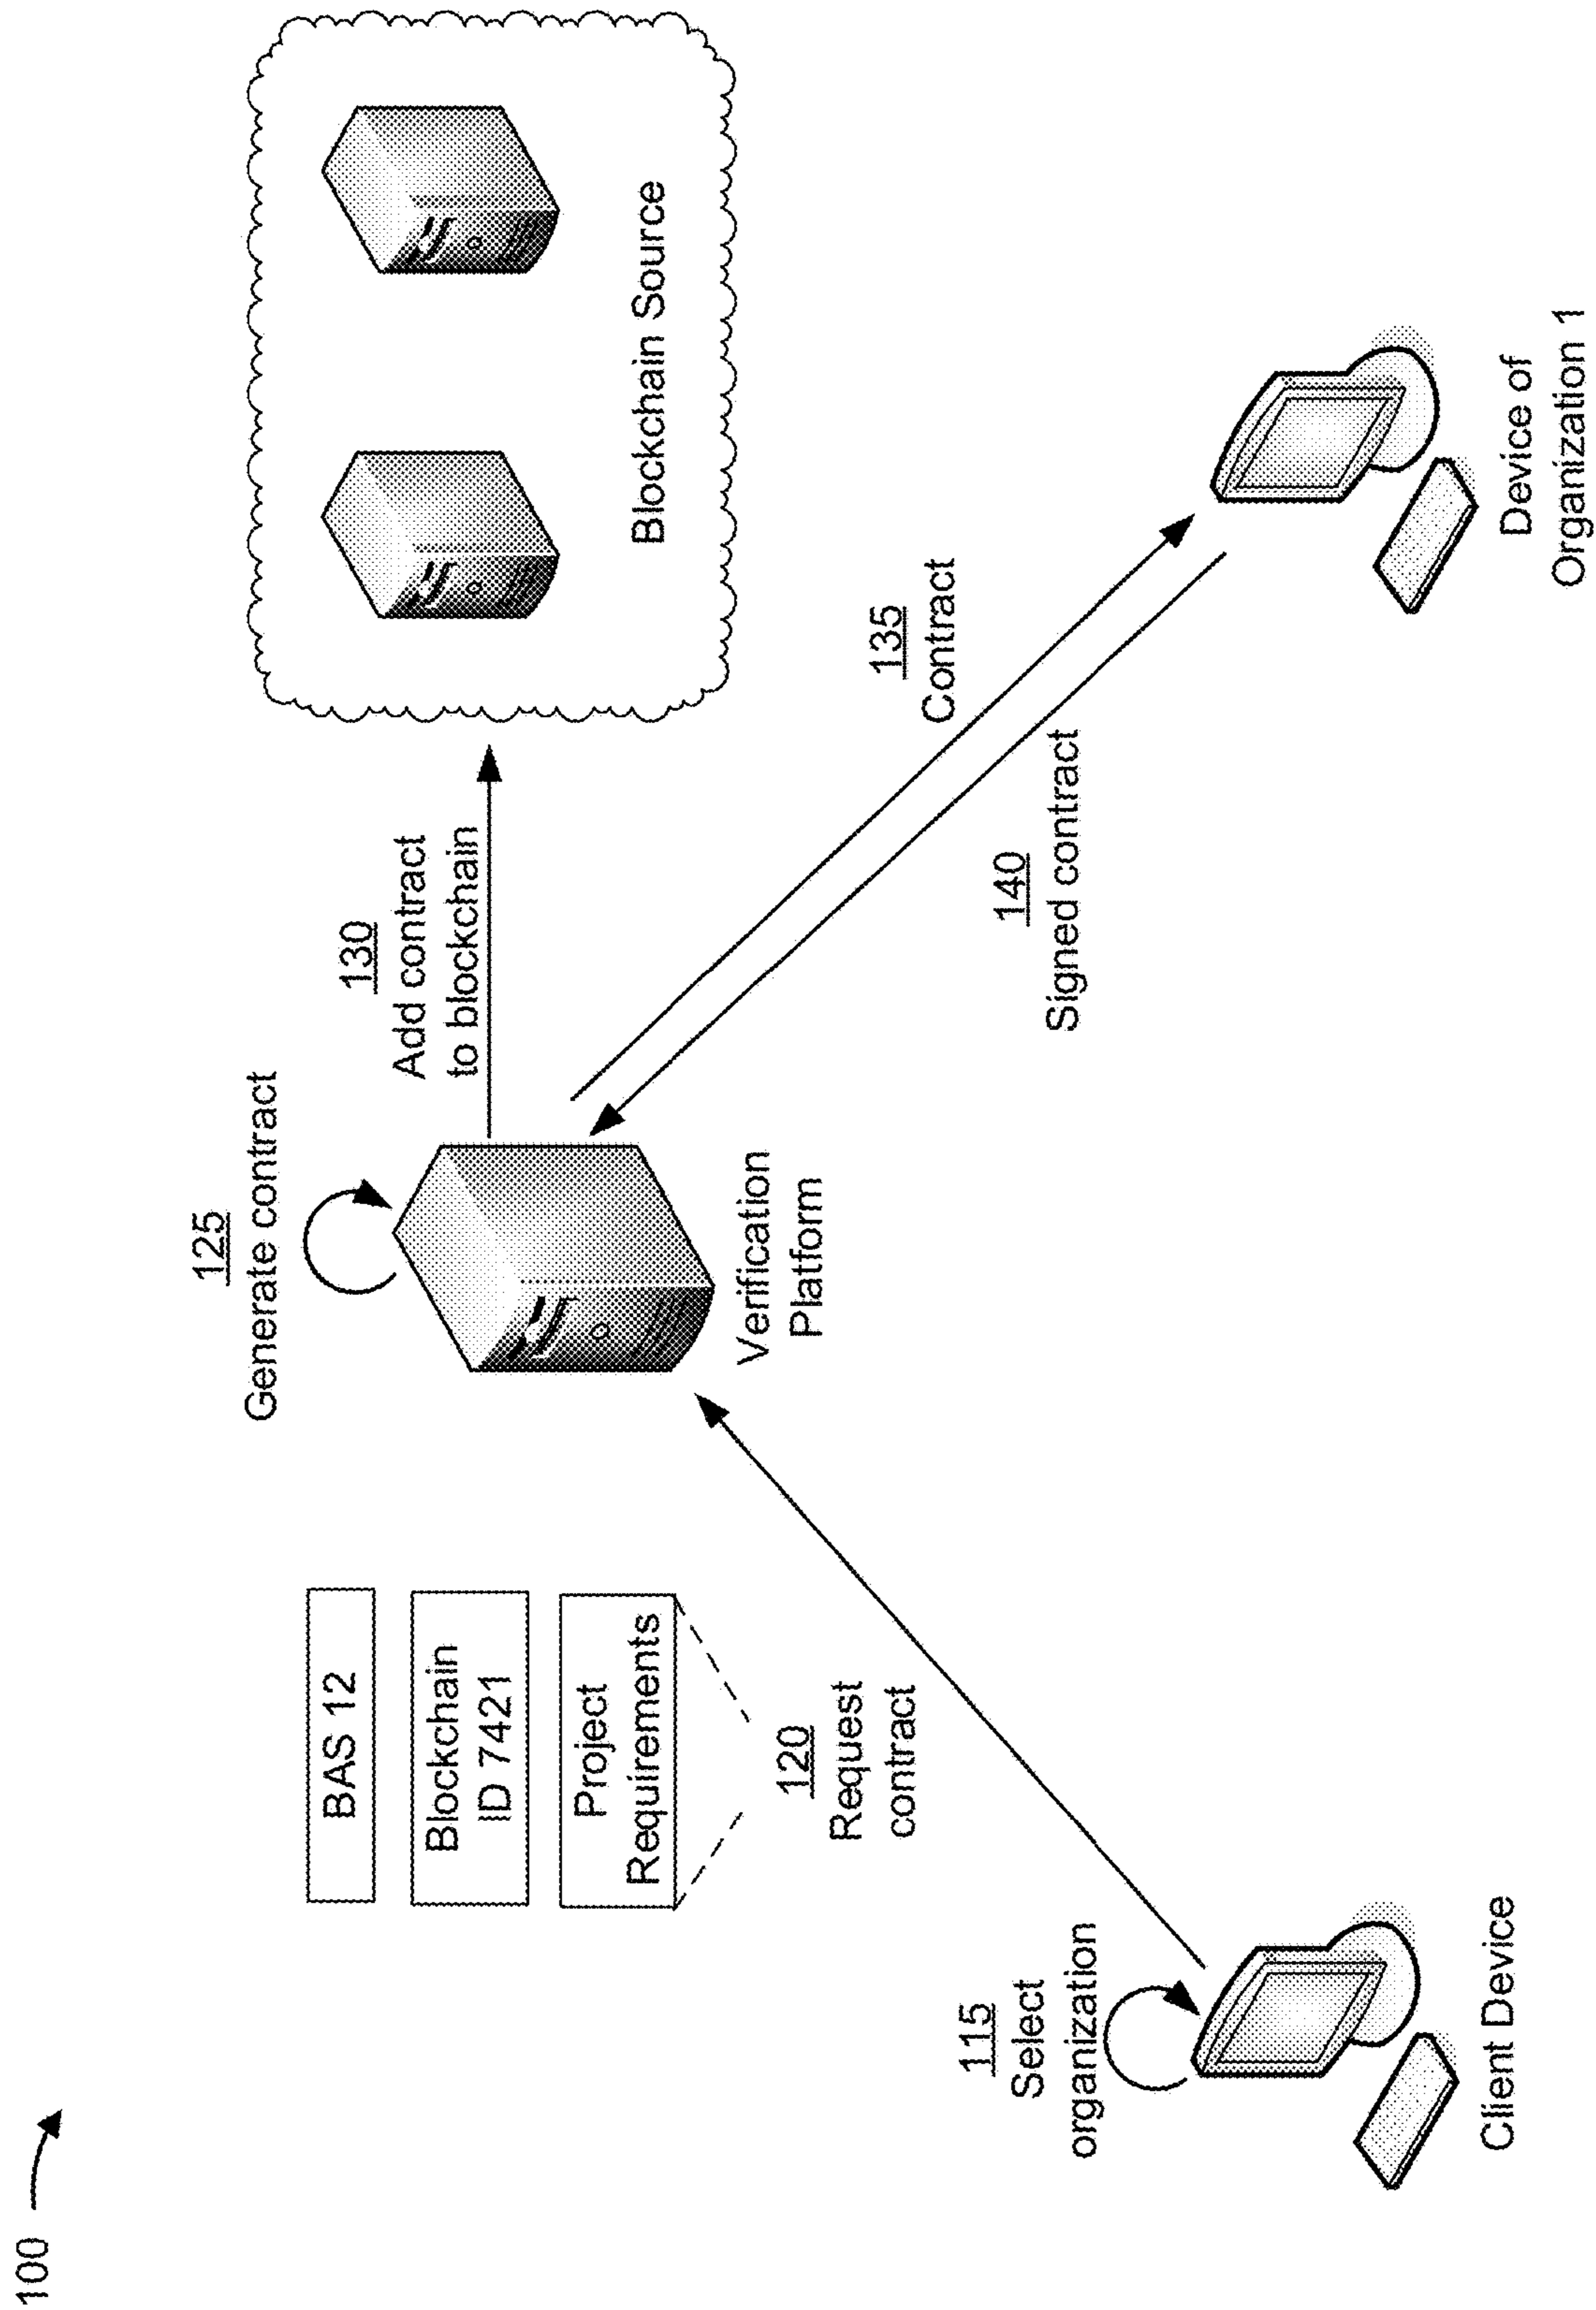 100
125
Generate contract
130
Add contract
to blockchain
Blockchain Source
BAS 12
Blockchain
ID 7421
Project
Requirements
120
Request
contract
Verification
Platform
135
Contract
140
Signed contract
115
Select
organization
Client Device
Device of
Organization 1